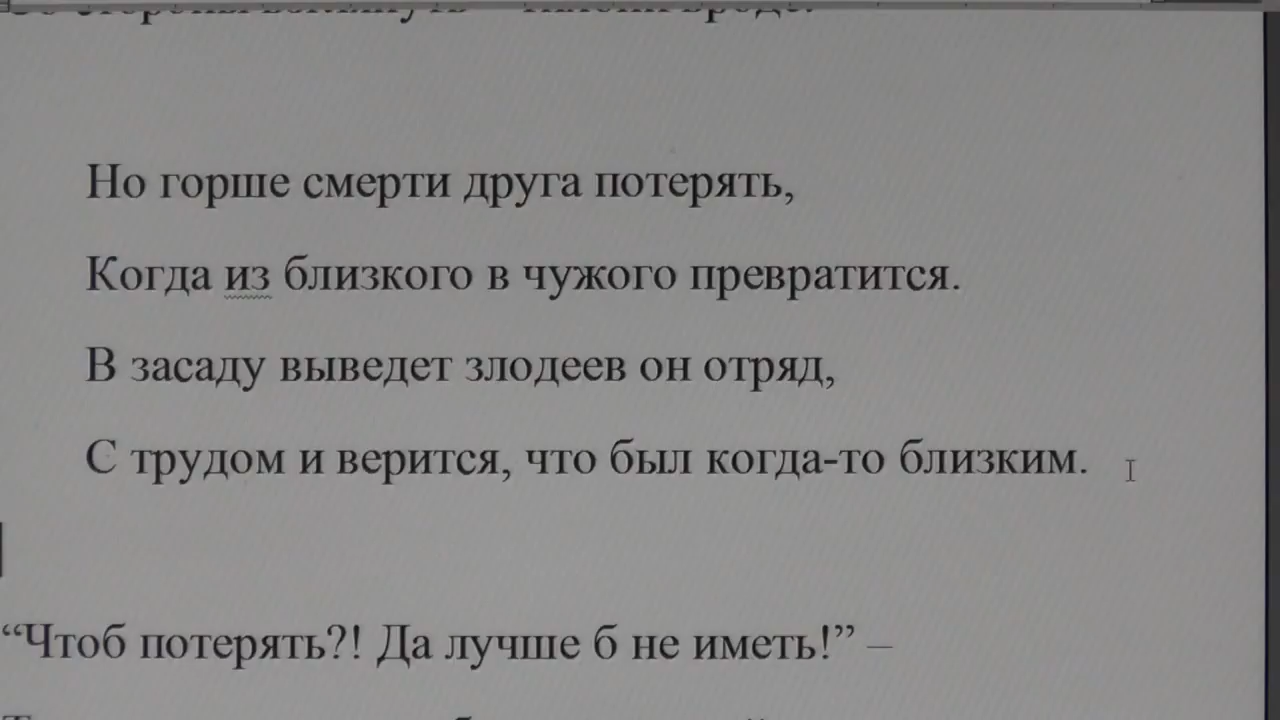 Но горше смерти друга потерять,
Когда из близкого в чужого превратится.
В засаду выведет злодеев он отряд,
С трудом и верится, что был когда-то близким.
“Чтоб потерять?! Да лучше б не иметь!” –